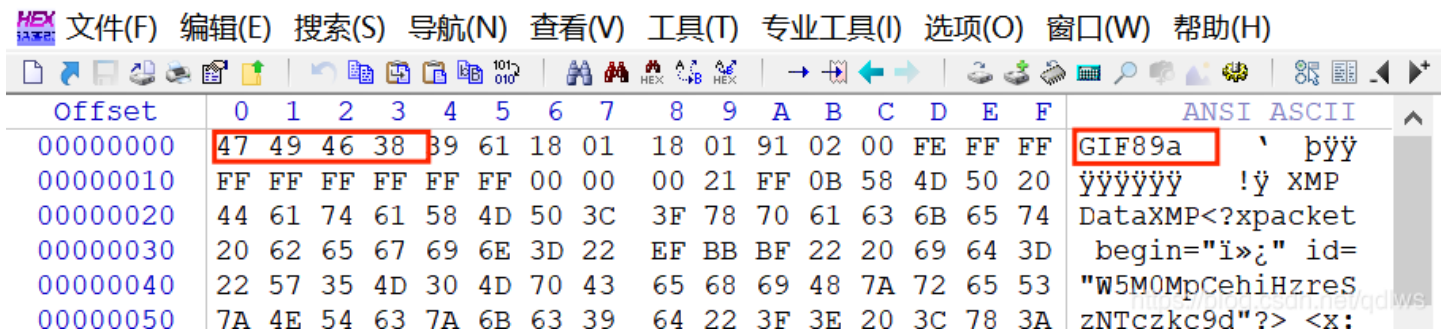 HEX
文件(F) 编辑(E) 搜索(S) 导航(N) 查看(V) 工具(T) 专业工具(I) 选项(O) 窗口(W) 帮助(H)
Offset 0 1 2 3 4 5 6 7 8 9 A B C D E F ANSI ASCII
00000000 47 49 46 38 39 61 18 01 18 01 91 02 00 FE FF FF GIF89a ‘ þÿÿ
00000010 FF FF FF FF FF FF 00 00 00 21 FF 0B 58 4D 50 20 ÿÿÿÿÿÿ !ÿ XMP
00000020 44 61 74 61 58 4D 50 3C 3F 78 70 61 63 6B 65 74 DataXMP<?xpacket
00000030 20 62 65 67 69 6E 3D 22 EF BB BF 22 20 69 64 3D begin="ï»¿" id=
00000040 22 57 35 4D 30 4D 70 43 65 68 69 48 7A 72 65 53 "W5M0MpCehiHzreS
00000050 7A 4E 54 63 7A 6B 63 39 64 22 3F 3E 20 3C 78 3A zNTczkc9d"?> <x:
https://blog.csdn.net/qdlws